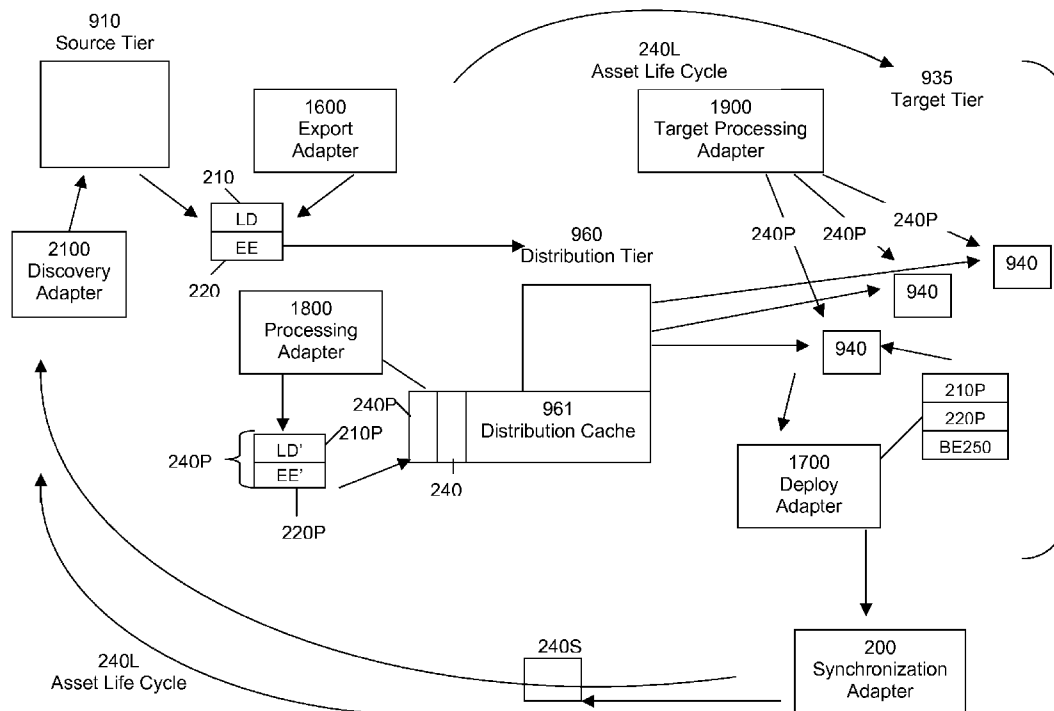 910
Source Tier
240L
Asset Life Cycle
935
Target Tier
1600
Export
Adapter
1900
Target Processing
Adapter
210
LD
EE
220
2100
Discovery
Adapter
960
Distribution Tier
240P
240P
240P
940
940
940
1800
Processing
Adapter
240P
961
Distribution Cache
240
210P
LD'
EE'
240P
220P
210P
220P
BE250
1700
Deploy
Adapter
240L
Asset Life Cycle
240S
200
Synchronization
Adapter